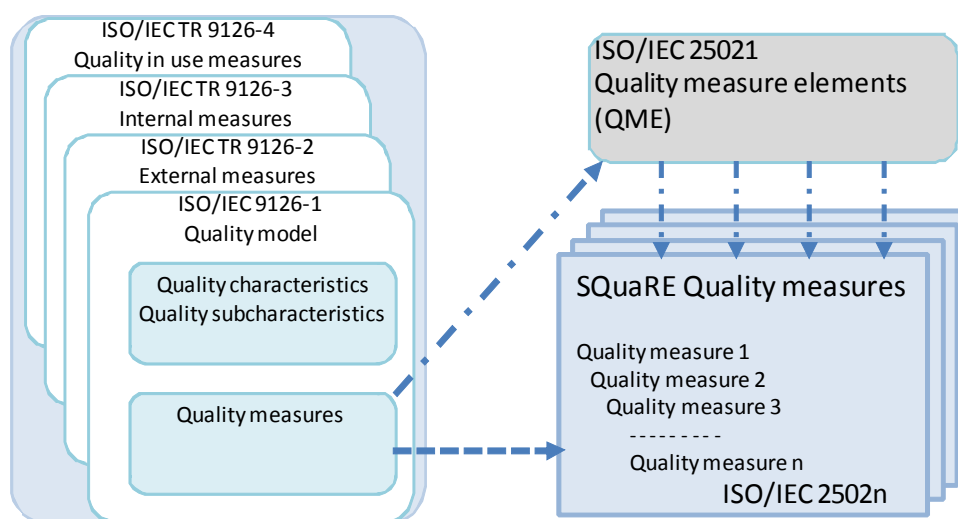 ISO/IEC TR 9126-4
Quality in use measures
ISO/IEC TR 9126-3
Internal measures
ISO/IEC TR 9126-2
External measures
ISO/IEC 9126-1
Quality model
Quality characteristics
Quality subcharacteristics
Quality measures
ISO/IEC 25021
Quality measure elements
(QME)
SQuaRE Quality measures
Quality measure 1
Quality measure 2
Quality measure 3
- - - - - - - - -
Quality measure n
ISO/IEC 2502n